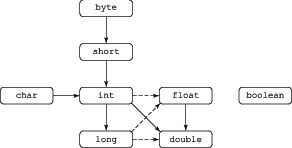 byte
short
char int float boolean
long double